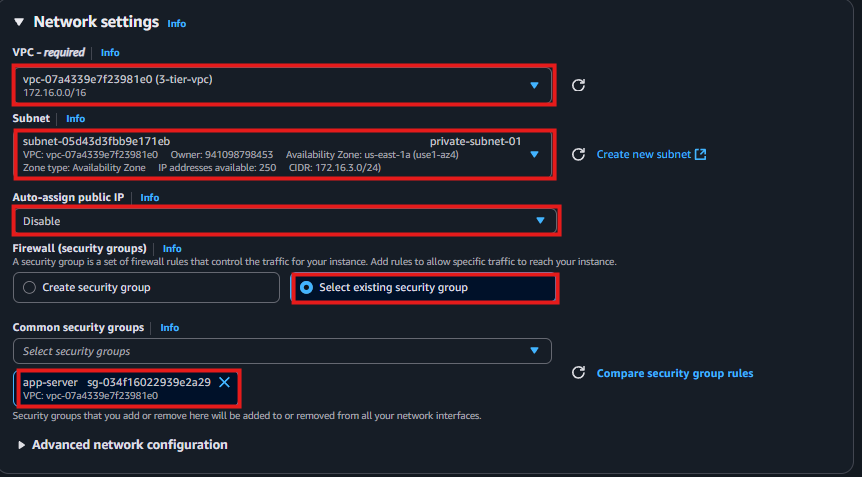 Network settings Info
VPC – required Info
vpc-07a4339e7f23981e0 (3-tier-vpc)
172.16.0.0/16
Subnet Info
subnet-05d43d3fbb9e171eb private-subnet-01
VPC: vpc-07a4339e7f23981e0 Owner: 941098798453 Availability Zone: us-east-1a (use1-az4)
Zone type: Availability Zone IP addresses available: 250 CIDR: 172.16.3.0/24)
Create new subnet
Auto-assign public IP Info
Disable
Firewall (security groups) Info
A security group is a set of firewall rules that control the traffic for your instance. Add rules to allow specific traffic to reach your instance.
Create security group
Select existing security group
Common security groups Info
Select security groups
app-server sg-034f16022939e2a29
VPC: vpc-07a4339e7f23981e0
Compare security group rules
Security groups that you add or remove here will be added to or removed from all your network interfaces.
Advanced network configuration